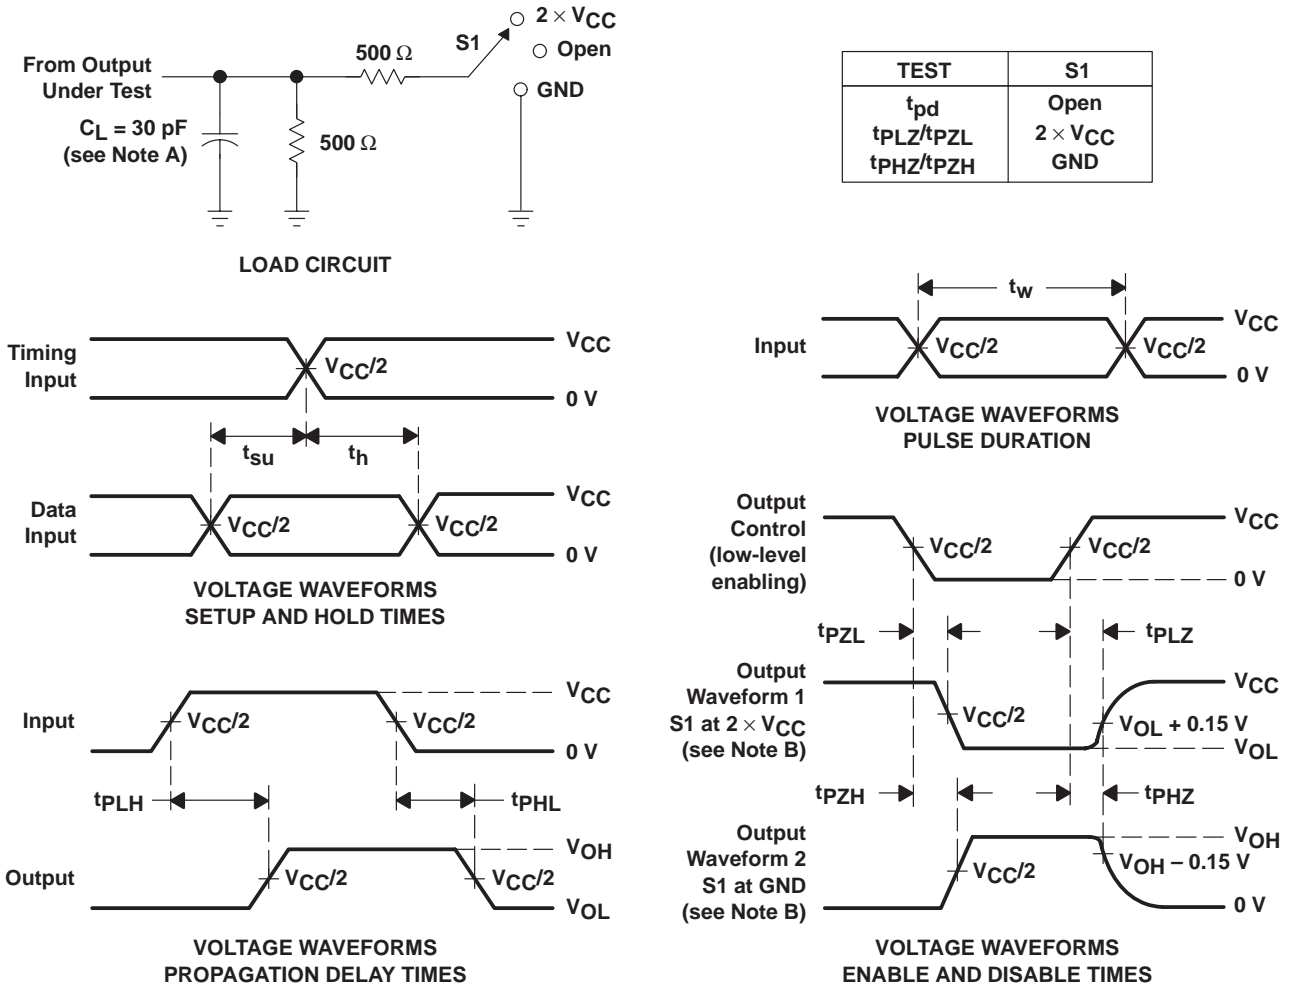 2 × VCC
S1
Open
500 Ω
From Output
Under Test
GND
CL = 30 pF
(see Note A)
500 Ω
LOAD CIRCUIT
TEST S1
tpd Open
tPLZ/tPZL 2 × VCC
tPHZ/tPZH GND
Timing
Input
VCC
VCC/2
0 V
tsu
th
Data
Input
VCC
VCC/2
VCC/2
0 V
VOLTAGE WAVEFORMS
SETUP AND HOLD TIMES
tw
Input
VCC
VCC/2
VCC/2
0 V
VOLTAGE WAVEFORMS
PULSE DURATION
Input
VCC
VCC/2
VCC/2
0 V
tPLH
tPHL
Output
VOH
VCC/2
VCC/2
VOL
VOLTAGE WAVEFORMS
PROPAGATION DELAY TIMES
Output
Control
(low-level
enabling)
VCC
VCC/2
VCC/2
0 V
tPZL
tPLZ
Output
Waveform 1
S1 at 2 × VCC
(see Note B)
VCC
VCC/2
VOL + 0.15 V
VOL
tPZH
tPHZ
Output
Waveform 2
S1 at GND
(see Note B)
VOH
VCC/2
VOH − 0.15 V
0 V
VOLTAGE WAVEFORMS
ENABLE AND DISABLE TIMES